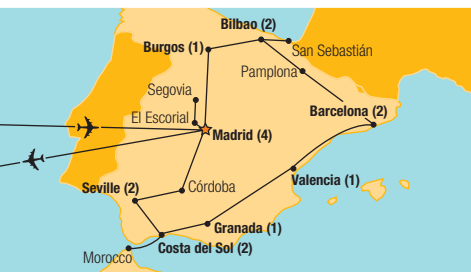 Bilbao (2)
Burgos (1)
San Sebastián
Pamplona
Segovia
El Escorial
Barcelona (2)
Madrid (4)
Seville (2)
Córdoba
Valencia (1)
Granada (1)
Costa del Sol (2)
Morocco